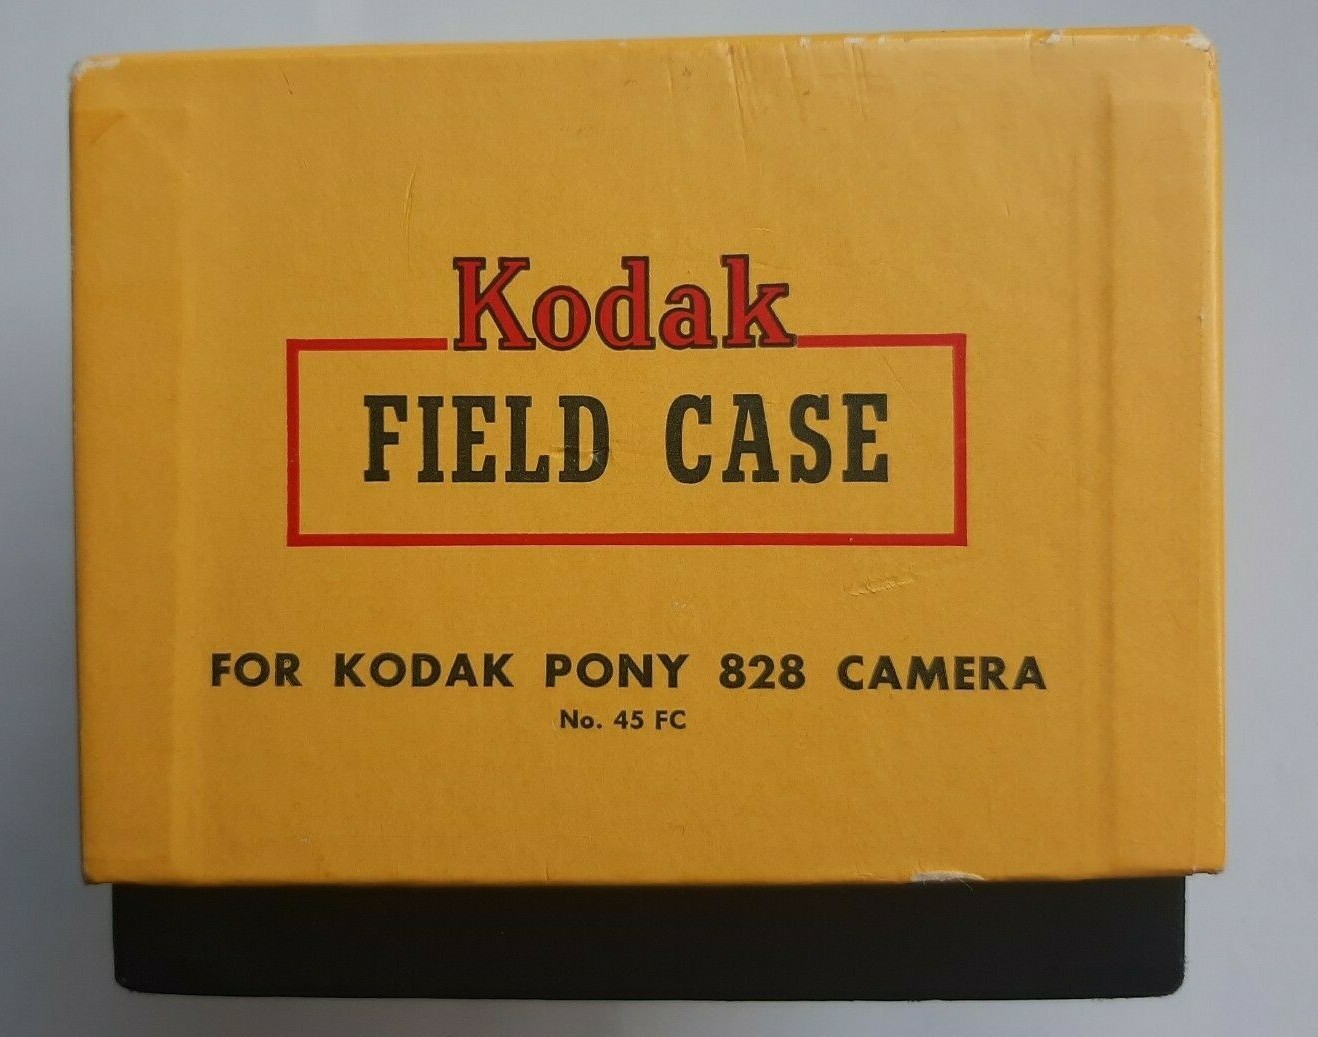 Kodak
FIELD CASE
FOR KODAK PONY 828 CAMERA
No. 45 FC